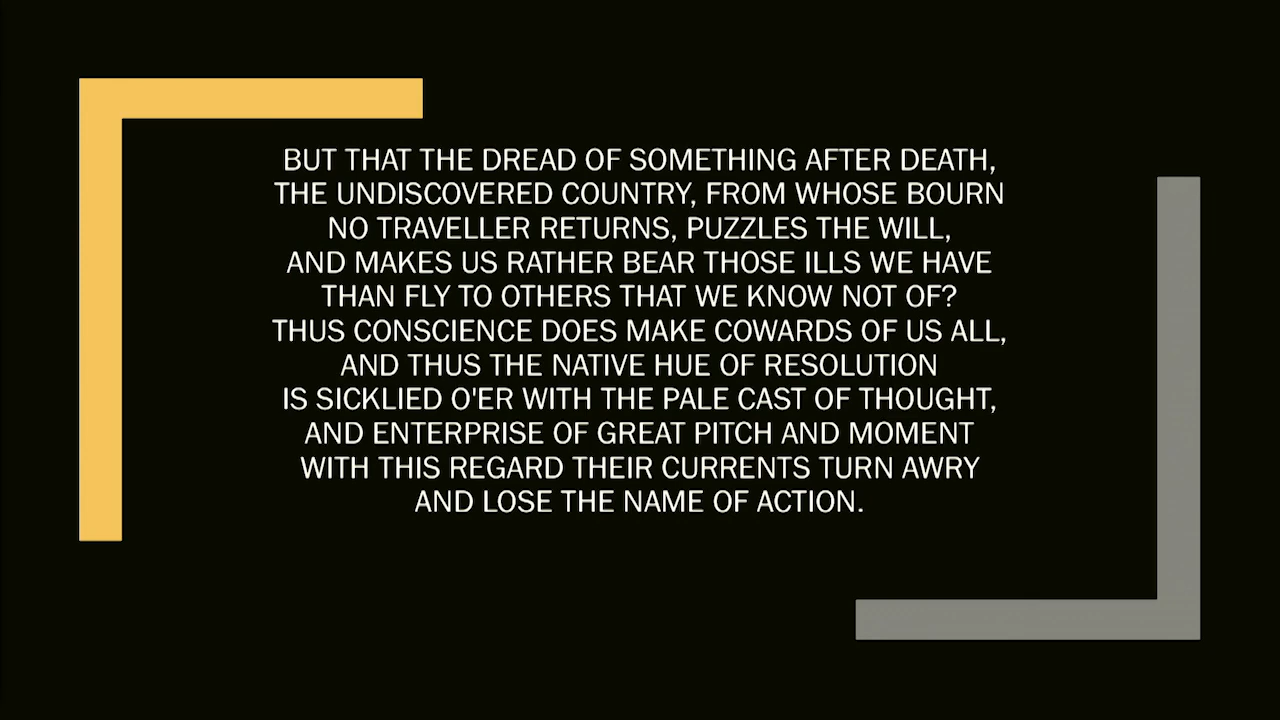 BUT THAT THE DREAD OF SOMETHING AFTER DEATH,
THE UNDISCOVERED COUNTRY, FROM WHOSE BOURN
NO TRAVELLER RETURNS, PUZZLES THE WILL,
AND MAKES US RATHER BEAR THOSE ILLS WE HAVE
THAN FLY TO OTHERS THAT WE KNOW NOT OF?
THUS CONSCIENCE DOES MAKE COWARDS OF US ALL,
AND THUS THE NATIVE HUE OF RESOLUTION
IS SICKLIED O'ER WITH THE PALE CAST OF THOUGHT,
AND ENTERPRISE OF GREAT PITCH AND MOMENT
WITH THIS REGARD THEIR CURRENTS TURN AWRY
AND LOSE THE NAME OF ACTION.